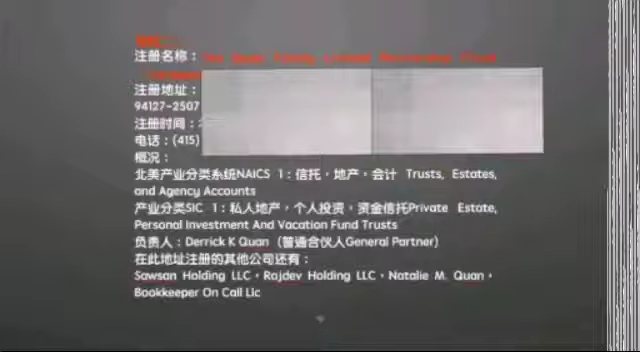 注册名称：The Quan Family Limited Partnership
注册地址：
94127-2507
注册时间：
电话：(415)
概况：
北美产业分类系统NAICS 1：信托，地产，会计 Trusts, Estates,
and Agency Accounts
产业分类SIC 1：私人地产，个人投资，资金信托Private Estate,
Personal Investment And Vacation Fund Trusts
负责人：Derrick K Quan (普通合伙人General Partner)
在此地址注册的其他公司还有：
Sawsan Holding LLC，Rajdev Holding LLC，Natalie M. Quan，
Bookkeeper On Call Llc